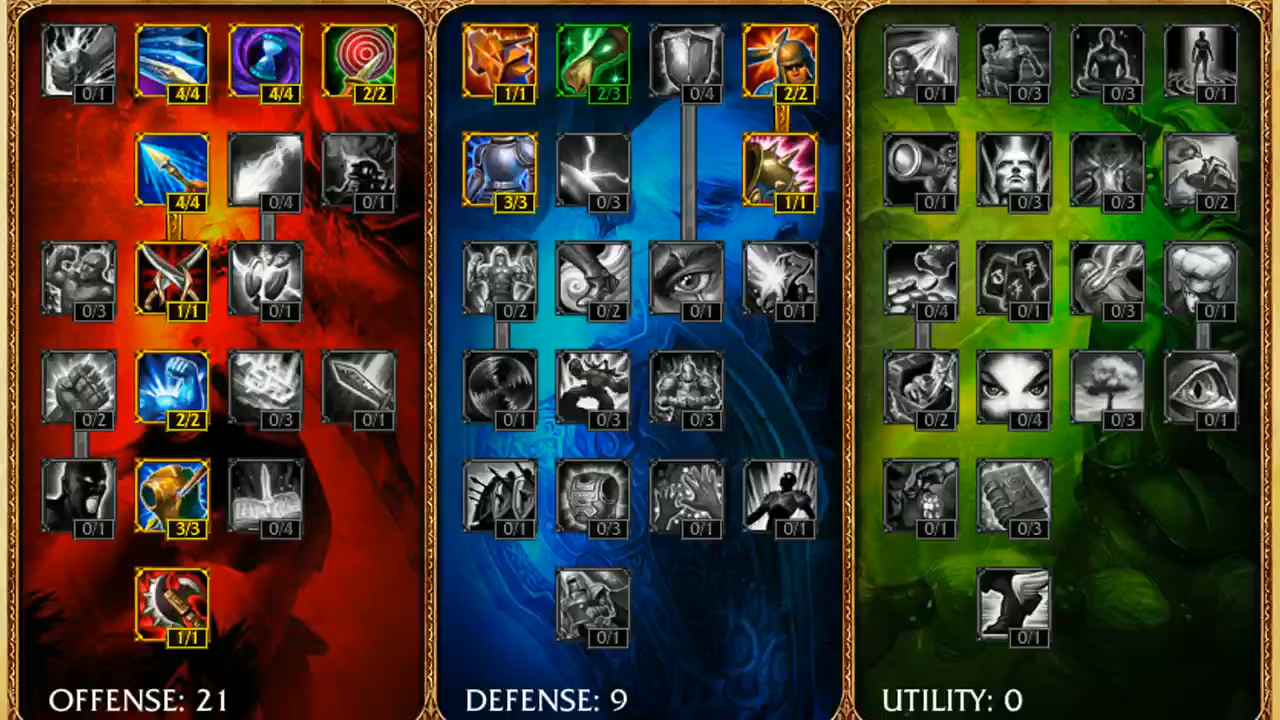 0/1 4/4 4/4 2/2 1/1 2/3 0/4 2/2 0/1 0/3 0/3 0/1
4/4 0/4 0/1 3/3 0/3 1/1 0/1 0/3 0/3 0/2
0/3 1/1 0/1 0/2 0/2 0/1 0/1 0/4 0/1 0/3 0/1
0/2 2/2 0/3 0/1 0/1 0/3 0/3 0/2 0/4 0/3 0/1
0/1 3/3 0/4 0/1 0/3 0/1 0/1 0/1 0/3
1/1 0/1 0/1
OFFENSE: 21 DEFENSE: 9 UTILITY: 0